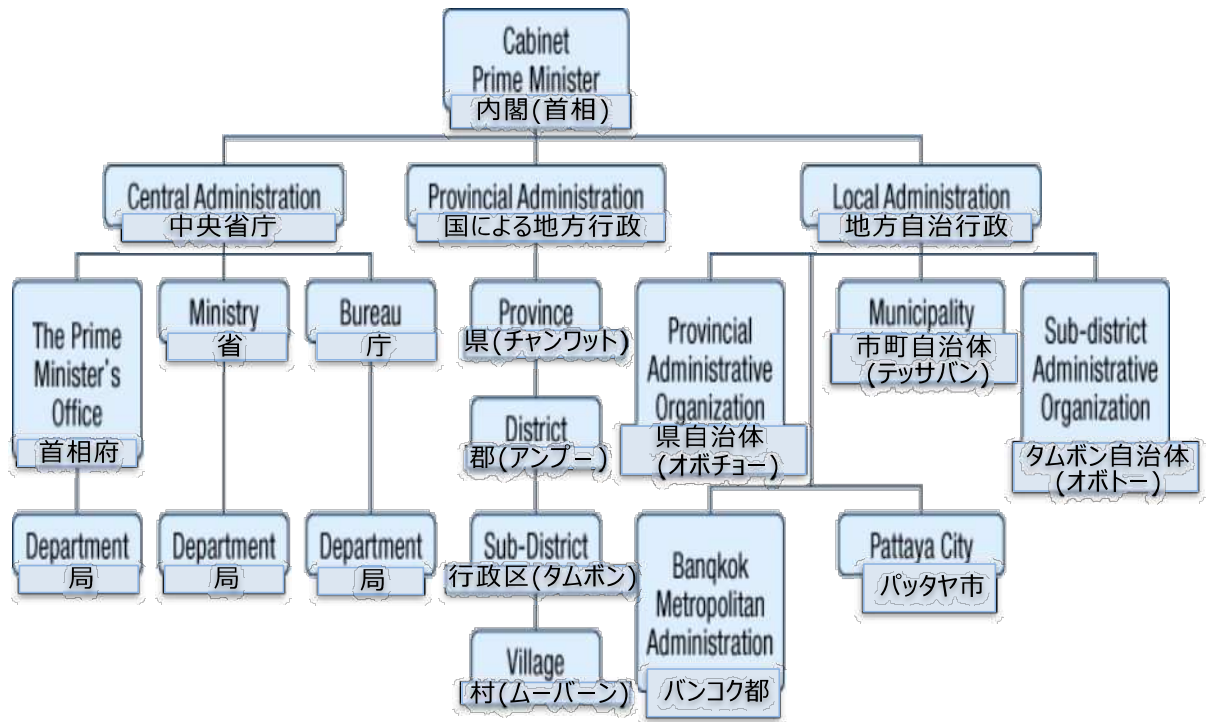 Cabinet
Prime Minister
内閣(首相)
Central Administration
中央省庁
Provincial Administration
国による地方行政
Local Administration
地方自治行政
The Prime
Minister's
Office
首相府
Ministry
省
Bureau
庁
Province
県(チャンワット)
Provincial
Administrative
Organization
県自治体
(オボチョー)
Municipality
市町自治体
(テッサバン)
Sub-district
Administrative
Organization
タムボン自治体
(オボトー)
District
郡(アンプー)
Department
局
Department
局
Department
局
Sub-District
行政区(タムボン)
Bangkok
Metropolitan
Administration
バンコク都
Pattaya City
パッタヤ市
Village
村(ムーバーン)